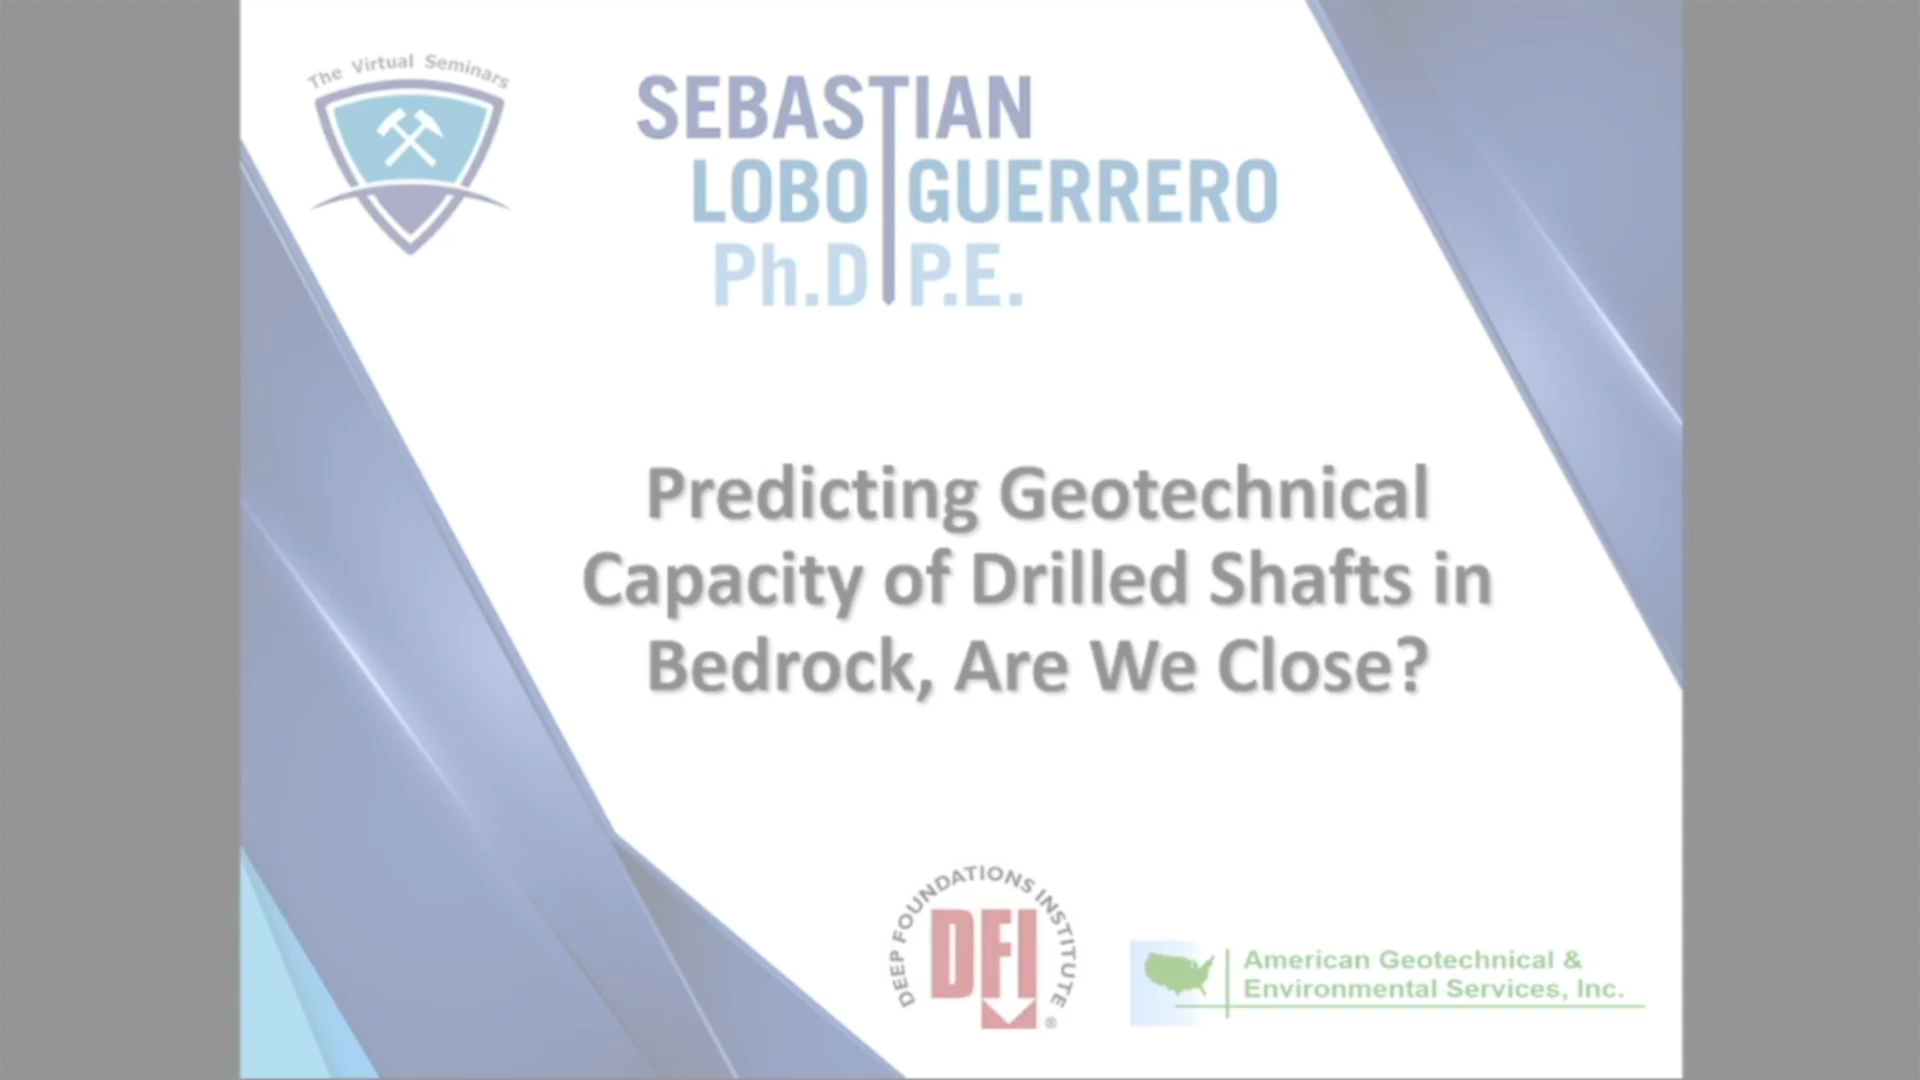 The Virtual Seminars
SEBASTIAN
LOBO GUERRERO
Ph.D P.E.
Predicting Geotechnical
Capacity of Drilled Shafts in
Bedrock, Are We Close?
DEEP FOUNDATIONS INSTITUTE
DFI
®
American Geotechnical &
Environmental Services, Inc.